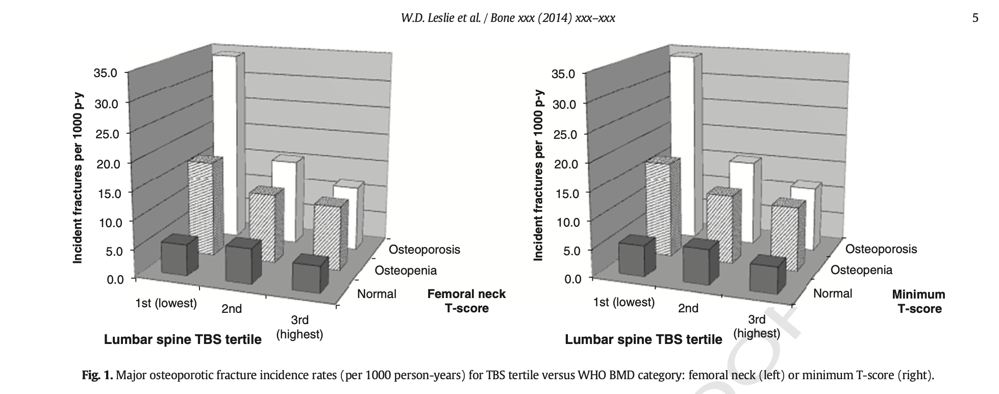 W.D. Leslie et al. / Bone xxx (2014) xxx–xxx
5
Incident fractures per 1000 p-y
35.0
30.0
25.0
20.0
15.0
10.0
5.0
0.0
1st (lowest)
2nd
3rd
(highest)
Lumbar spine TBS tertile
Osteoporosis
Osteopenia
Normal
Femoral neck
T-score
Incident fractures per 1000 p-y
35.0
30.0
25.0
20.0
15.0
10.0
5.0
0.0
1st (lowest)
2nd
3rd
(highest)
Lumbar spine TBS tertile
Osteoporosis
Osteopenia
Normal
Minimum
T-score
Fig. 1. Major osteoporotic fracture incidence rates (per 1000 person-years) for TBS tertile versus WHO BMD category: femoral neck (left) or minimum T-score (right).